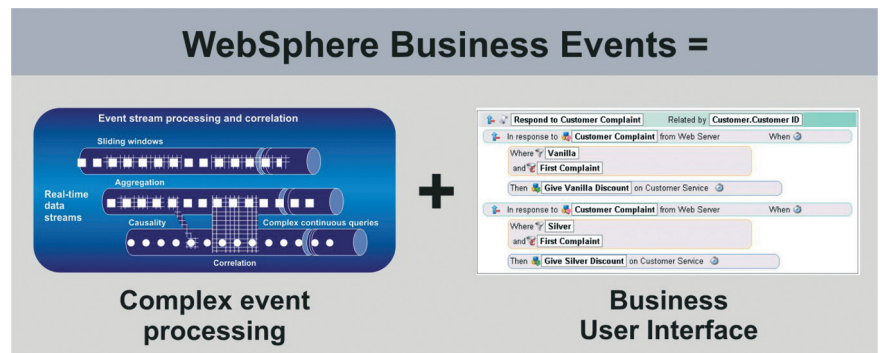 WebSphere Business Events =
Event stream processing and correlation
Sliding windows
Aggregation
Real-time
data
streams
Causality
Complex continuous queries
Correlation
Complex event
processing
+
Respond to Customer Complaint Related by Customer.Customer ID
In response to Customer Complaint from Web Server When
Where Vanilla
and First Complaint
Then Give Vanilla Discount on Customer Service
In response to Customer Complaint from Web Server When
Where Silver
and First Complaint
Then Give Silver Discount on Customer Service
Business
User Interface